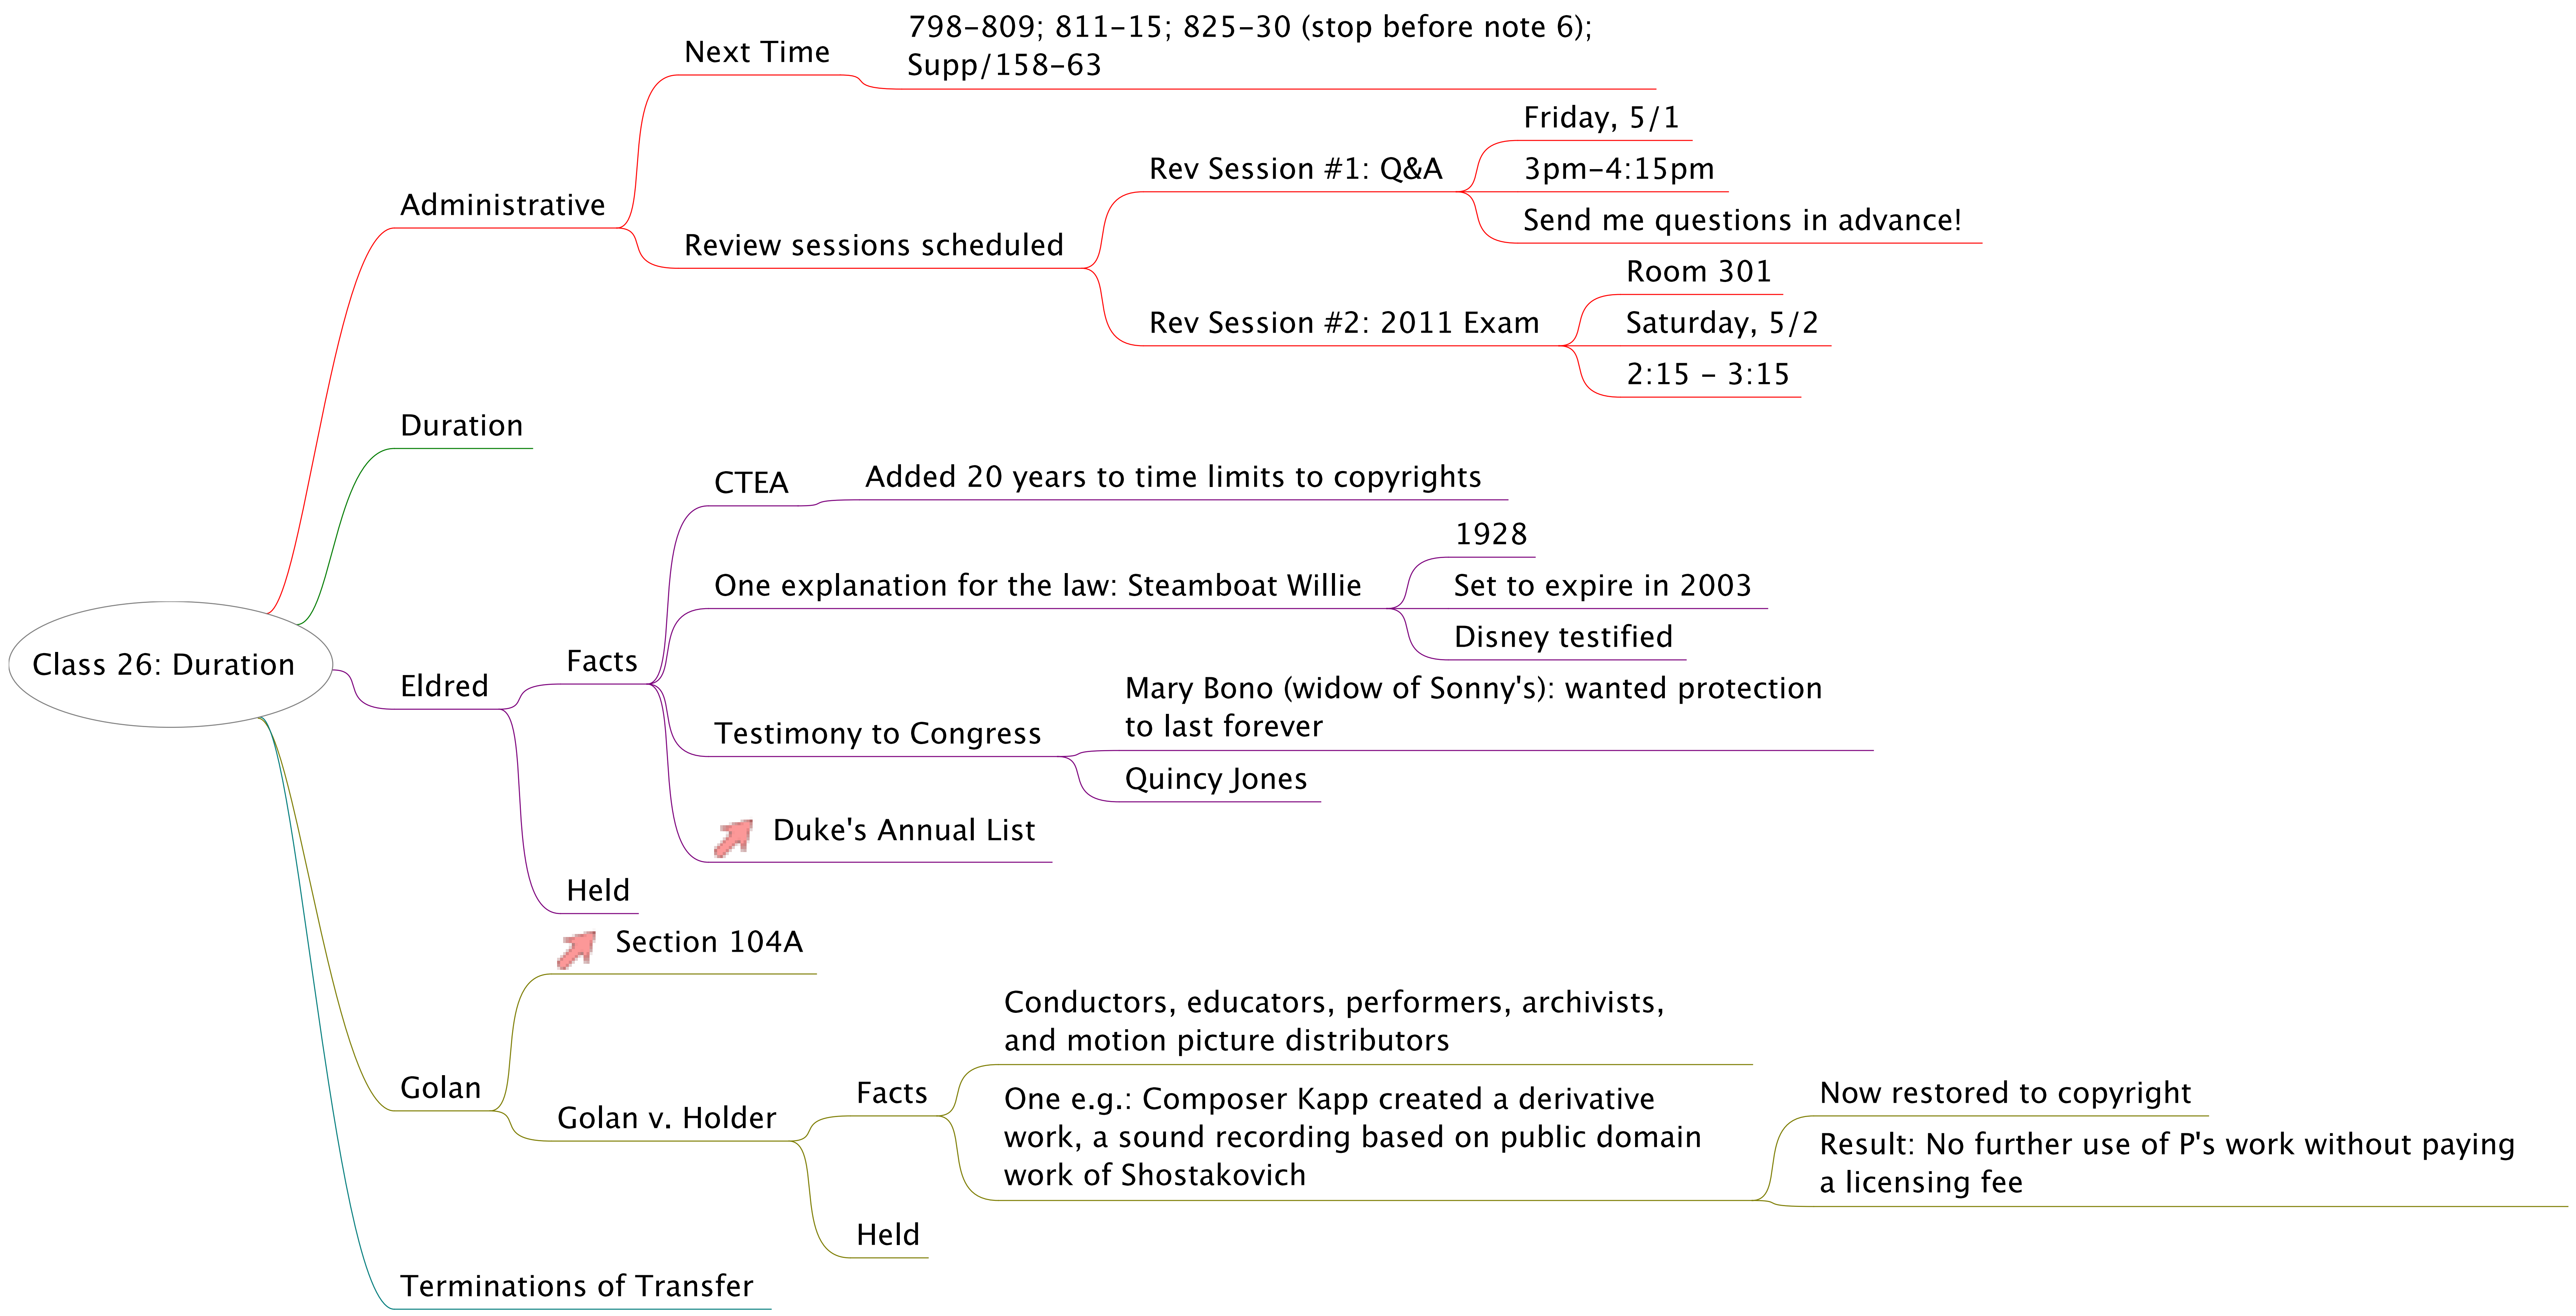 798-809; 811-15; 825-30 (stop before note 6);
Supp/158-63
Next Time
Friday, 5/1
3pm-4:15pm
Send me questions in advance!
Rev Session #1: Q&A
Administrative
Review sessions scheduled
Room 301
Saturday, 5/2
2:15 - 3:15
Rev Session #2: 2011 Exam
Duration
CTEA
Added 20 years to time limits to copyrights
1928
Set to expire in 2003
Disney testified
One explanation for the law: Steamboat Willie
Class 26: Duration
Eldred
Facts
Testimony to Congress
Mary Bono (widow of Sonny's): wanted protection
to last forever
Quincy Jones
Duke's Annual List
Held
Section 104A
Golan
Golan v. Holder
Facts
Conductors, educators, performers, archivists,
and motion picture distributors
One e.g.: Composer Kapp created a derivative
work, a sound recording based on public domain
work of Shostakovich
Now restored to copyright
Result: No further use of P's work without paying
a licensing fee
Held
Terminations of Transfer